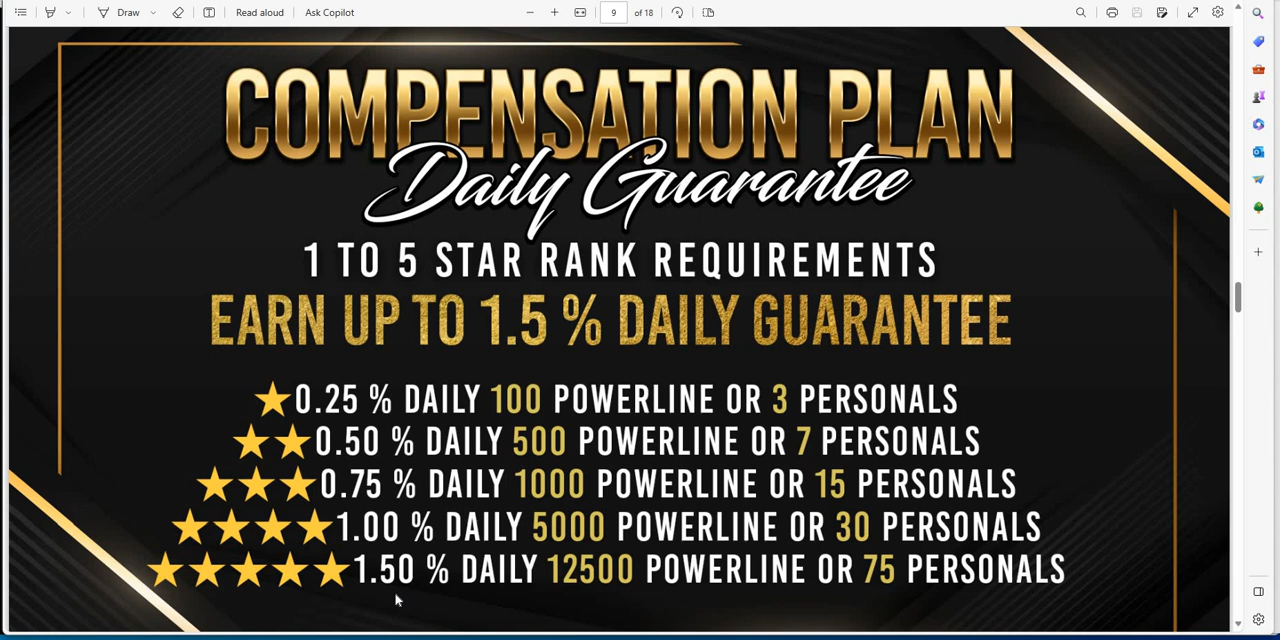 Draw
Read aloud
Ask Copilot
9 of 18
COMPENSATION PLAN
Daily Guarantee
1 TO 5 STAR RANK REQUIREMENTS
EARN UP TO 1.5 % DAILY GUARANTEE
0.25 % DAILY 100 POWERLINE OR 3 PERSONALS
0.50 % DAILY 500 POWERLINE OR 7 PERSONALS
0.75 % DAILY 1000 POWERLINE OR 15 PERSONALS
1.00 % DAILY 5000 POWERLINE OR 30 PERSONALS
1.50 % DAILY 12500 POWERLINE OR 75 PERSONALS